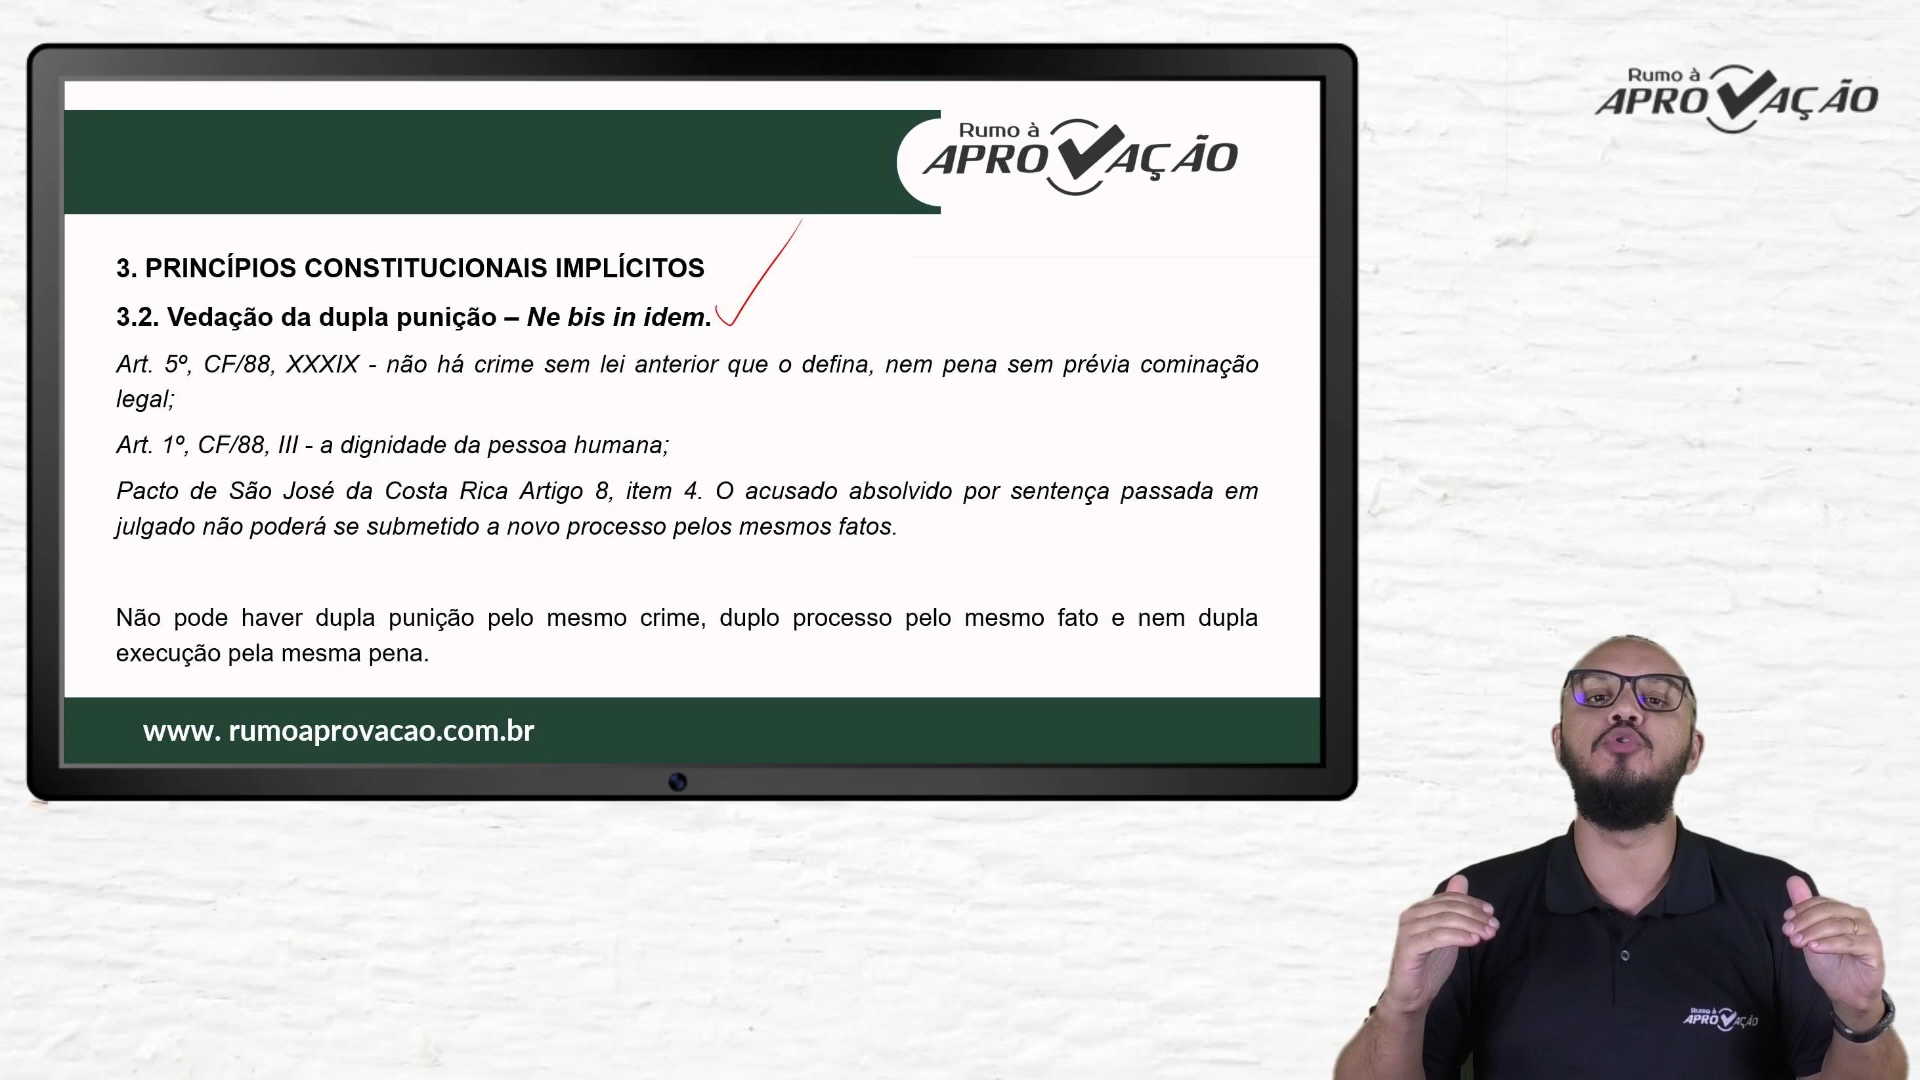 Rumo à
APROVAÇÃO
Rumo à
APROVAÇÃO
3. PRINCÍPIOS CONSTITUCIONAIS IMPLÍCITOS
3.2. Vedação da dupla punição – Ne bis in idem.
Art. 5º, CF/88, XXXIX - não há crime sem lei anterior que o defina, nem pena sem prévia cominação
legal;
Art. 1º, CF/88, III - a dignidade da pessoa humana;
Pacto de São José da Costa Rica Artigo 8, item 4. O acusado absolvido por sentença passada em
julgado não poderá se submetido a novo processo pelos mesmos fatos.
Não pode haver dupla punição pelo mesmo crime, duplo processo pelo mesmo fato e nem dupla
execução pela mesma pena.
www. rumoaprovacao.com.br
Rumo à
APROVAÇÃO